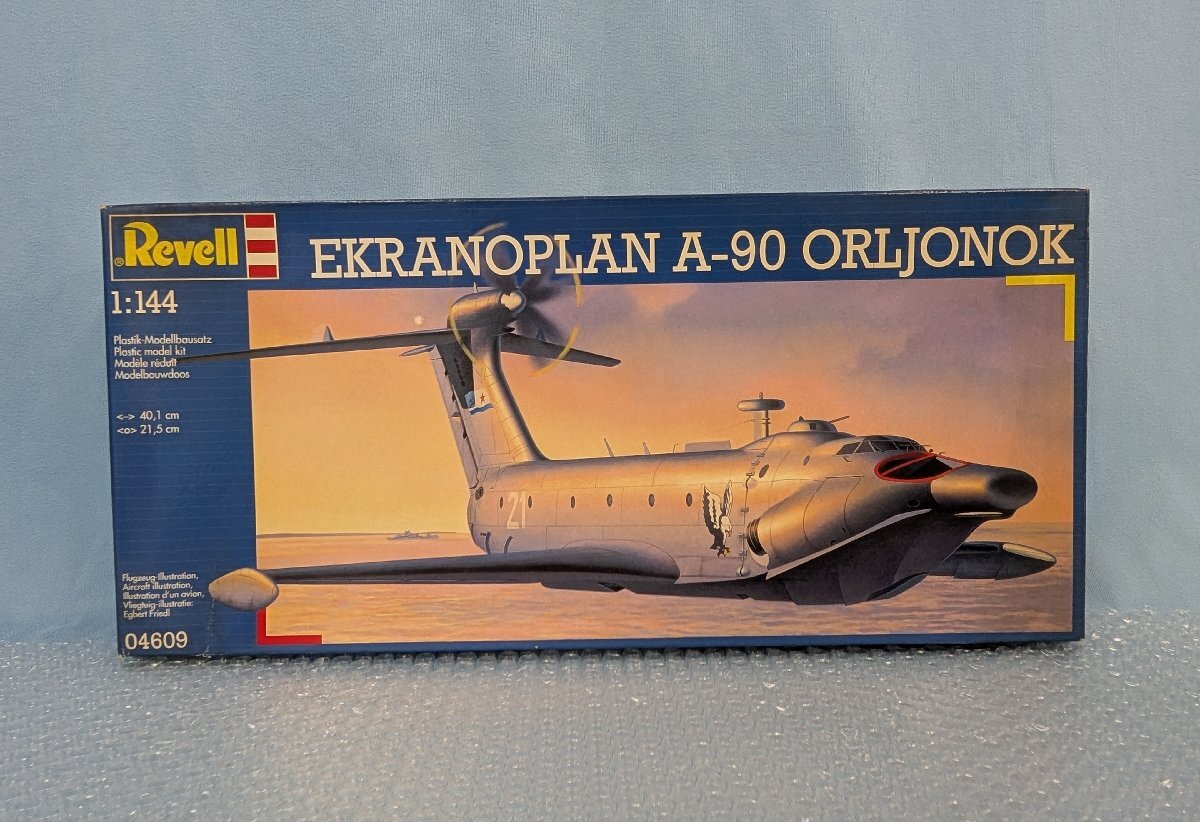 Revell
®
EKRANOPLAN A-90 ORLJONOK
1:144
Plastik-Modellbausatz
Plastic model kit
Modèle réduit
Modelbouwdoos
<-> 40,1 cm
<o> 21,5 cm
21
Flugzeug-Illustration,
Aircraft illustration,
Illustration d'un avion,
Vliegtuig-illustratie:
Egbert Friedl
04609